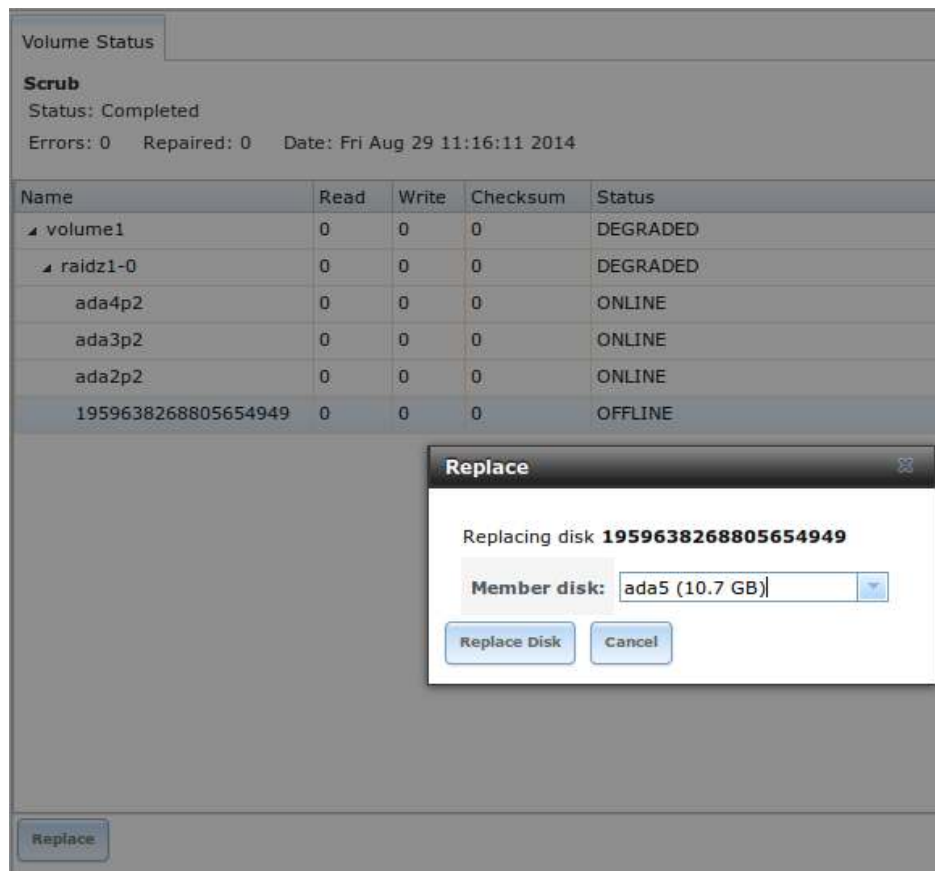 Volume Status
Scrub
Status: Completed
Errors: 0 Repaired: 0 Date: Fri Aug 29 11:16:11 2014
Name Read Write Checksum Status
volume1 0 0 0 DEGRADED
raidz1-0 0 0 0 DEGRADED
ada4p2 0 0 0 ONLINE
ada3p2 0 0 0 ONLINE
ada2p2 0 0 0 ONLINE
1959638268805654949 0 0 0 OFFLINE
Replace
Replacing disk 1959638268805654949
Member disk: ada5 (10.7 GB)
Replace Disk Cancel
Replace